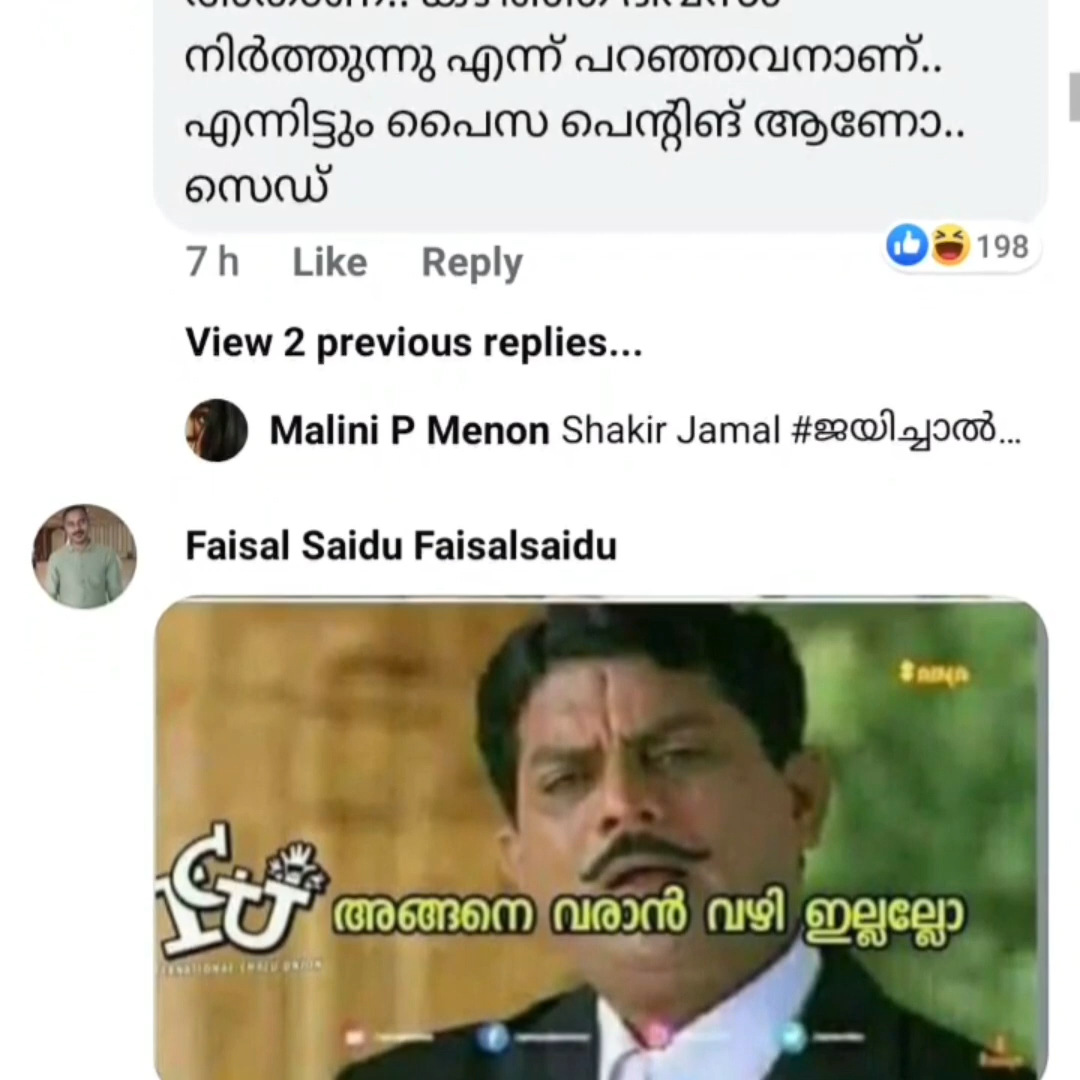 നിർത്തുന്നു എന്ന് പറഞ്ഞവനാണ്..
എന്നിട്ടും പൈസ പെന്റിങ് ആണോ..
സെഡ്
7 h Like Reply 198
View 2 previous replies...
Malini P Menon Shakir Jamal #ജയിച്ചാൽ...
Faisal Saidu Faisalsaidu
ICU അങ്ങനെ വരാൻ വഴി ഇല്ലല്ലോ